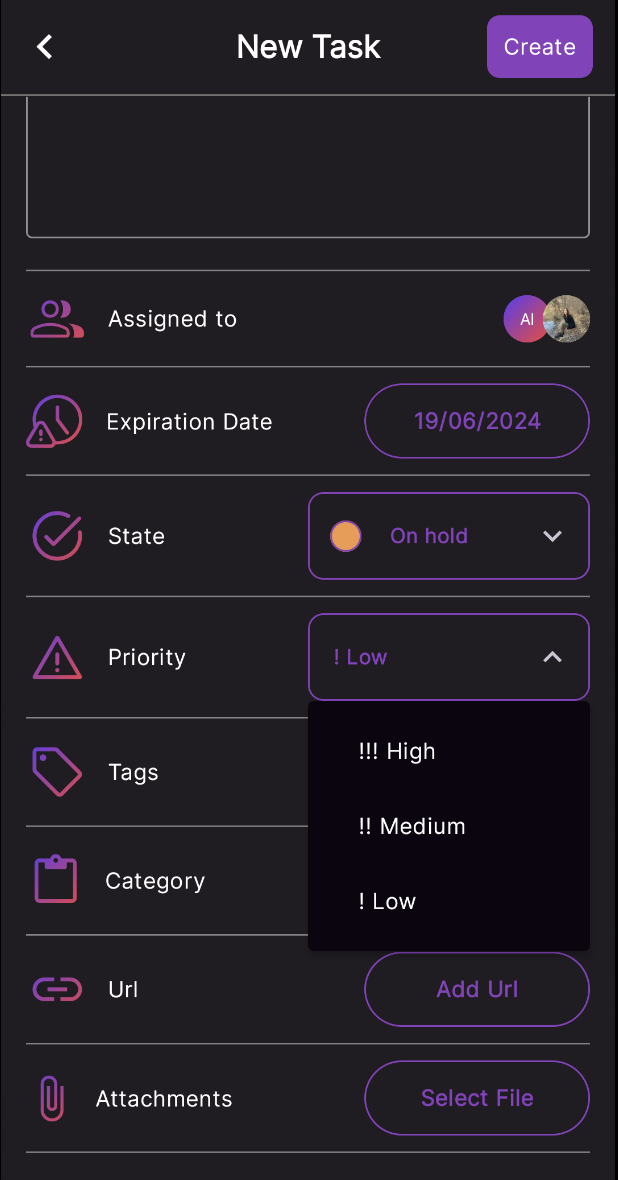 New Task
Create
Assigned to
AI
Expiration Date
19/06/2024
State
On hold
Priority
! Low
!!! High
!! Medium
! Low
Tags
Category
Url
Add Url
Attachments
Select File